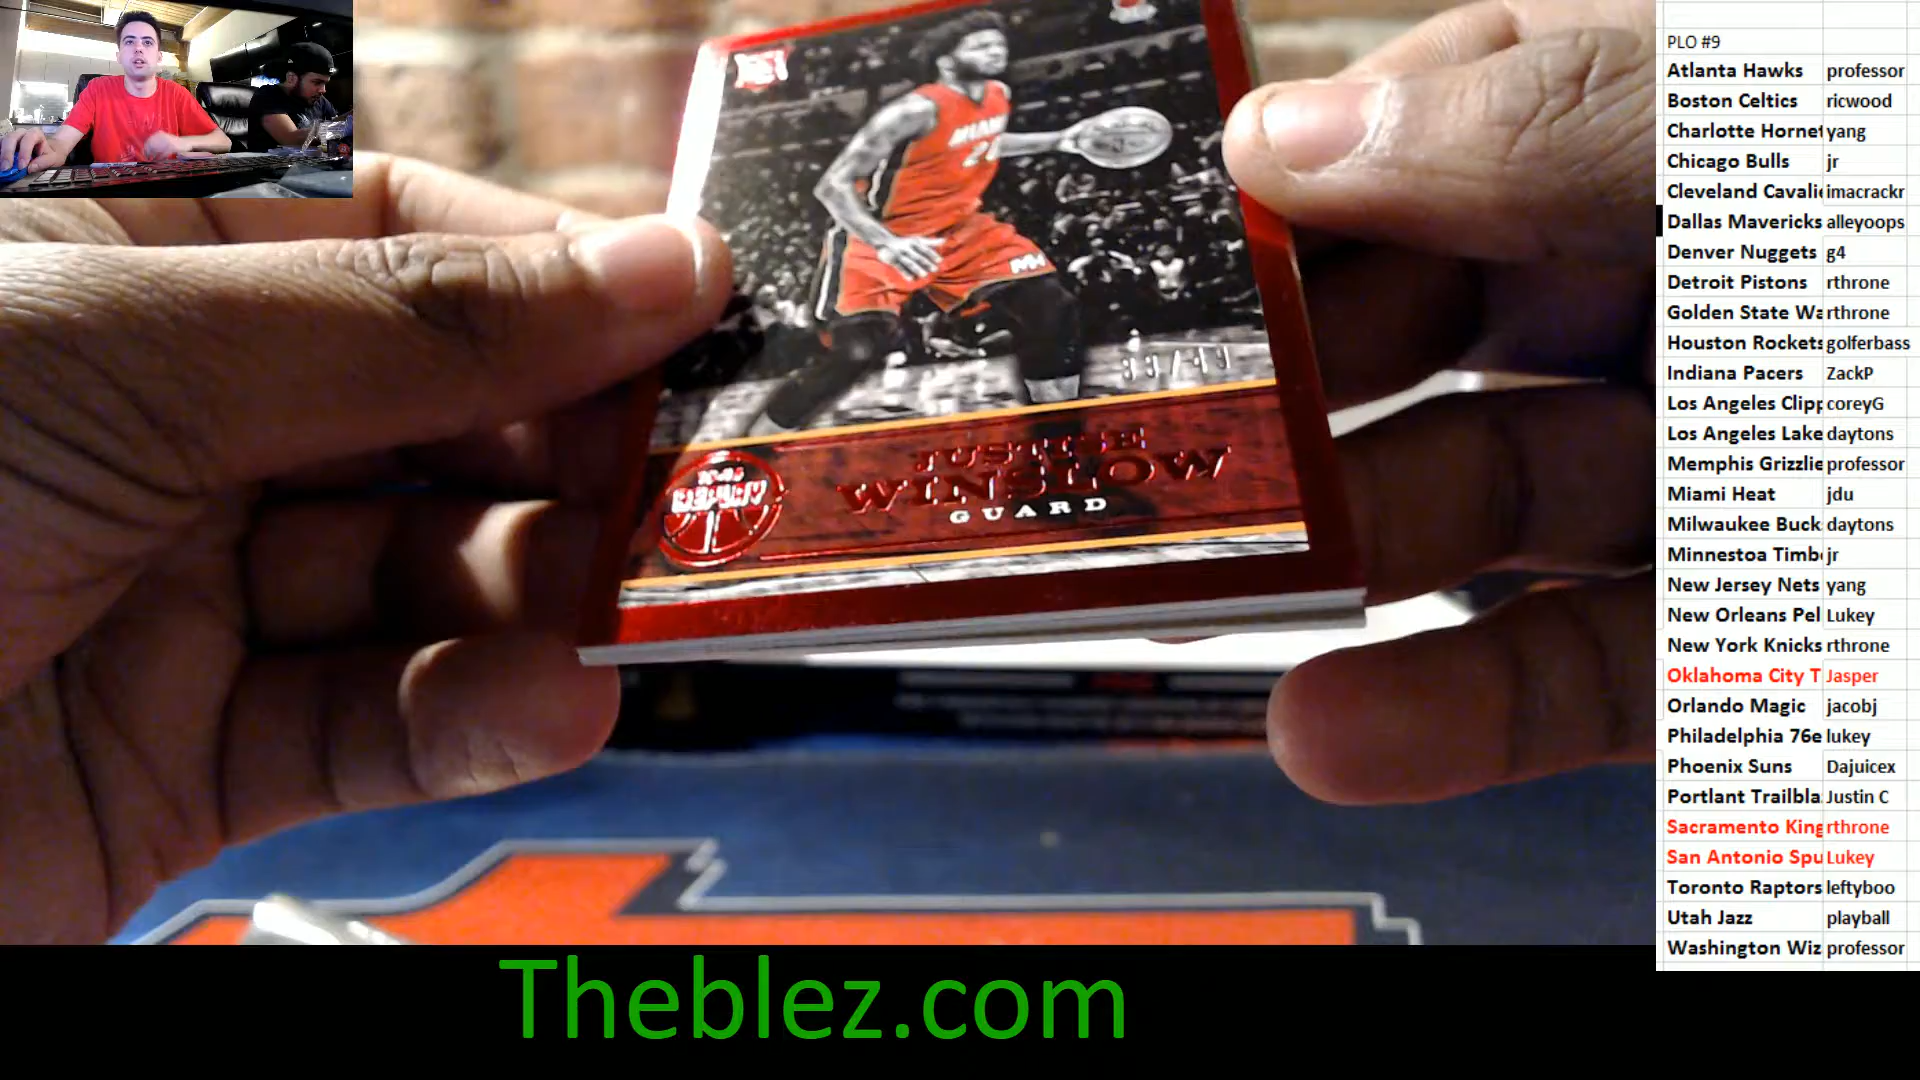 RC
MIAMI
JUSTISE
WINSLOW
GUARD
PLO #9
Atlanta Hawks professor
Boston Celtics ricwood
Charlotte Hornet yang
Chicago Bulls jr
Cleveland Cavali imacrackr
Dallas Mavericks alleyoops
Denver Nuggets g4
Detroit Pistons rthrone
Golden State Wa rthrone
Houston Rockets golferbass
Indiana Pacers ZackP
Los Angeles Clipp coreyG
Los Angeles Lake daytons
Memphis Grizzlie professor
Miami Heat jdu
Milwaukee Buck daytons
Minnestoa Timbe jr
New Jersey Nets yang
New Orleans Pel Lukey
New York Knicks rthrone
Oklahoma City T Jasper
Orlando Magic jacobj
Philadelphia 76e lukey
Phoenix Suns Dajuicex
Portlant Trailbla Justin C
Sacramento King rthrone
San Antonio Spu Lukey
Toronto Raptors leftyboo
Utah Jazz playball
Washington Wiz professor
Theblez.com